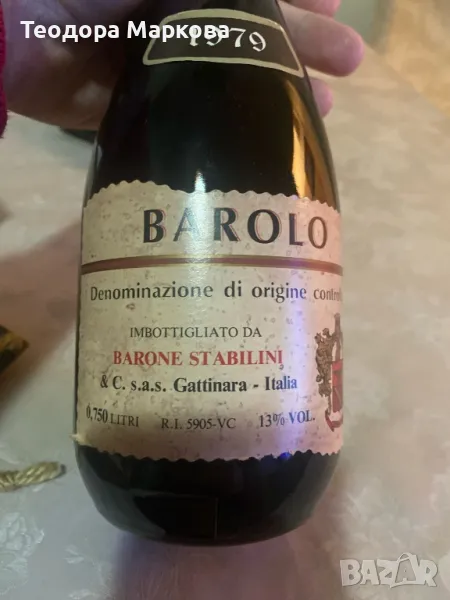 Теодора Маркова
1979
BAROLO
Denominazione di origine
IMBOTTIGLIATO DA
BARONE STABILINI
& C. s.a.s. Gattinara - Italia
0,750 LITRI R.I. 5905-VC 13% VOL.
BAZAR